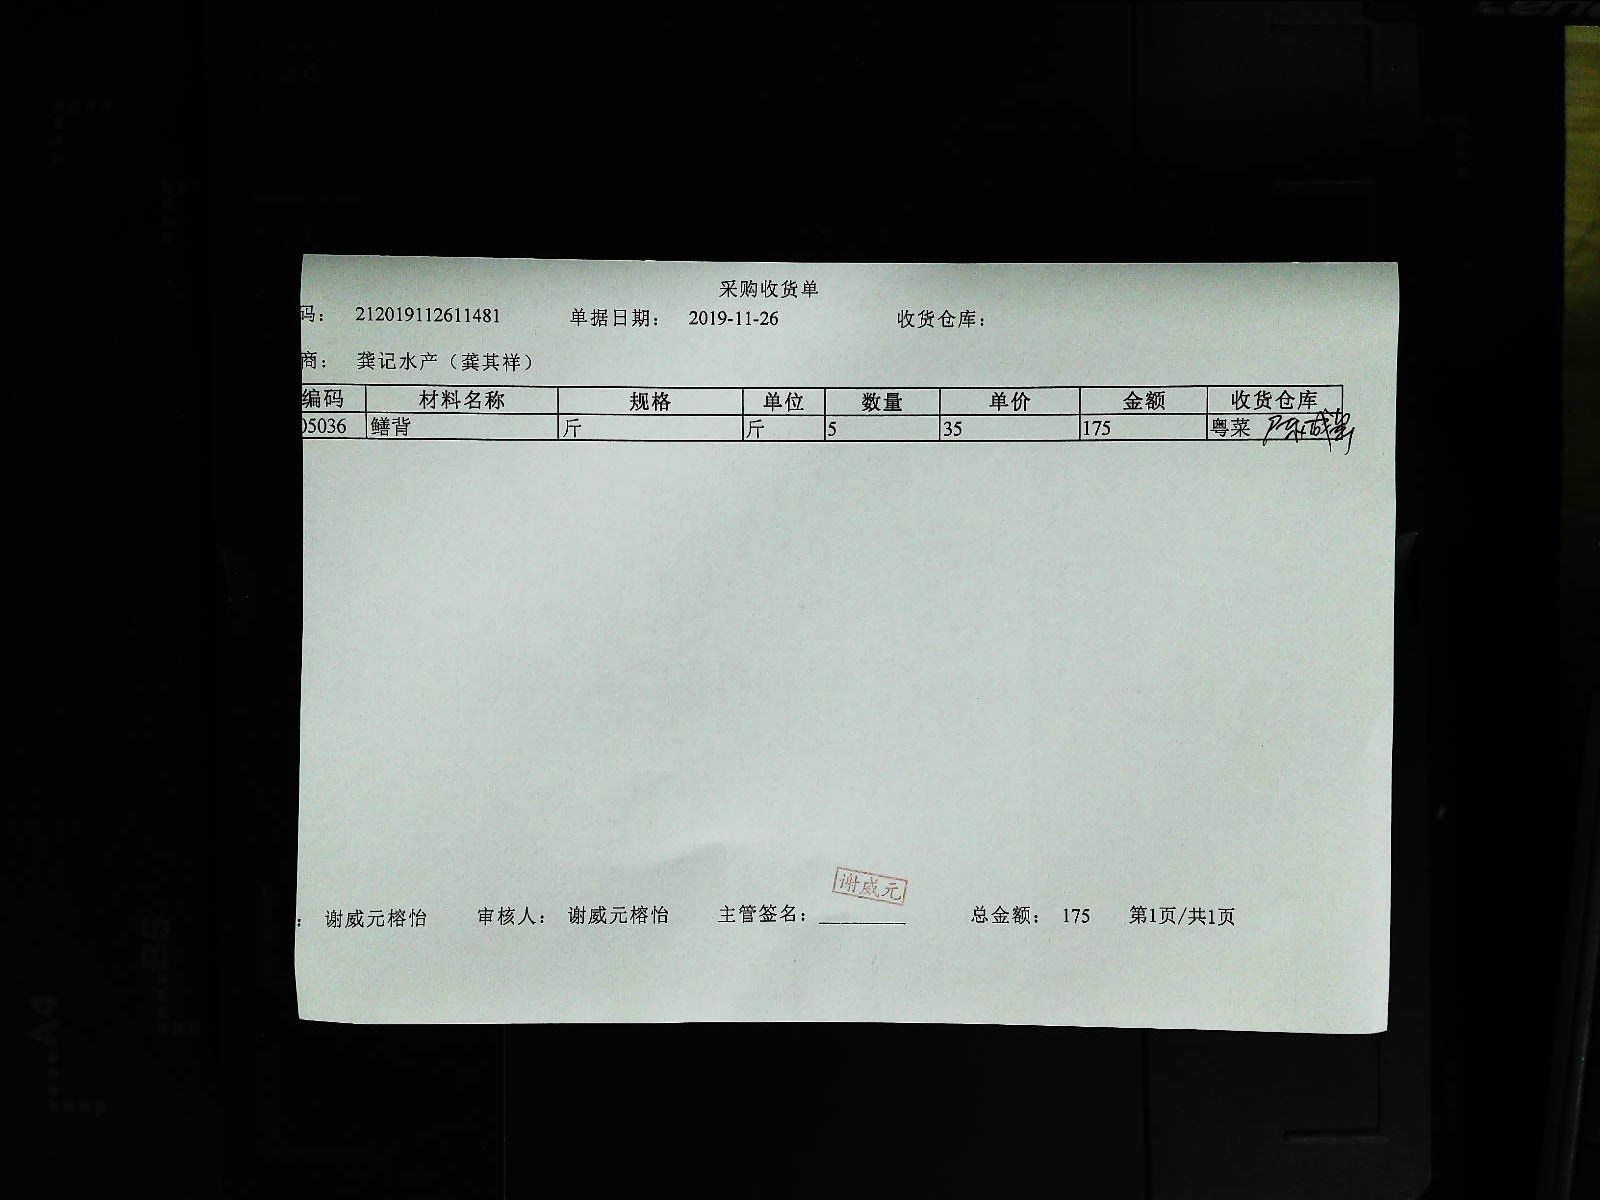 采购收货单
码： 212019112611481 单据日期： 2019-11-26 收货仓库：
商： 龚记水产（龚其祥）
编码 材料名称 规格 单位 数量 单价 金额 收货仓库
05036 鳝背 斤 斤 5 35 175 粤菜
谢威元
： 谢威元榕怡 审核人： 谢威元榕怡 主管签名： 总金额： 175 第1页/共1页
A4
B5